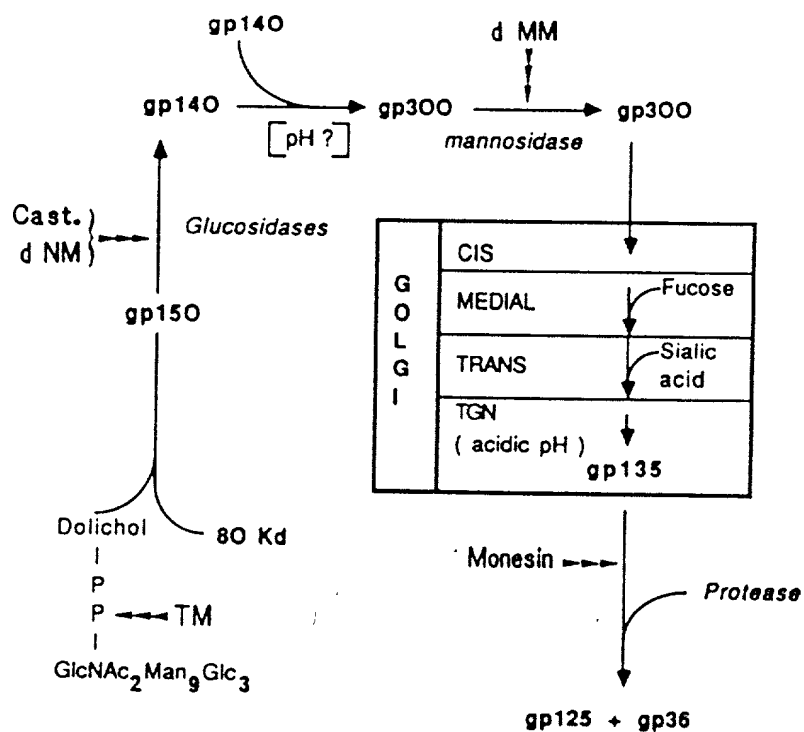 gp140
d MM
gp140
gp300
gp300
[pH ?]
mannosidase
Cast.
d NM
Glucosidases
gp150
GOLGI
CIS
MEDIAL
Fucose
TRANS
Sialic
acid
TGN
( acidic pH )
gp135
Dolichol
80 Kd
P
P
TM
GlcNAc₂Man₉Glc₃
Monesin
Protease
gp125 + gp36